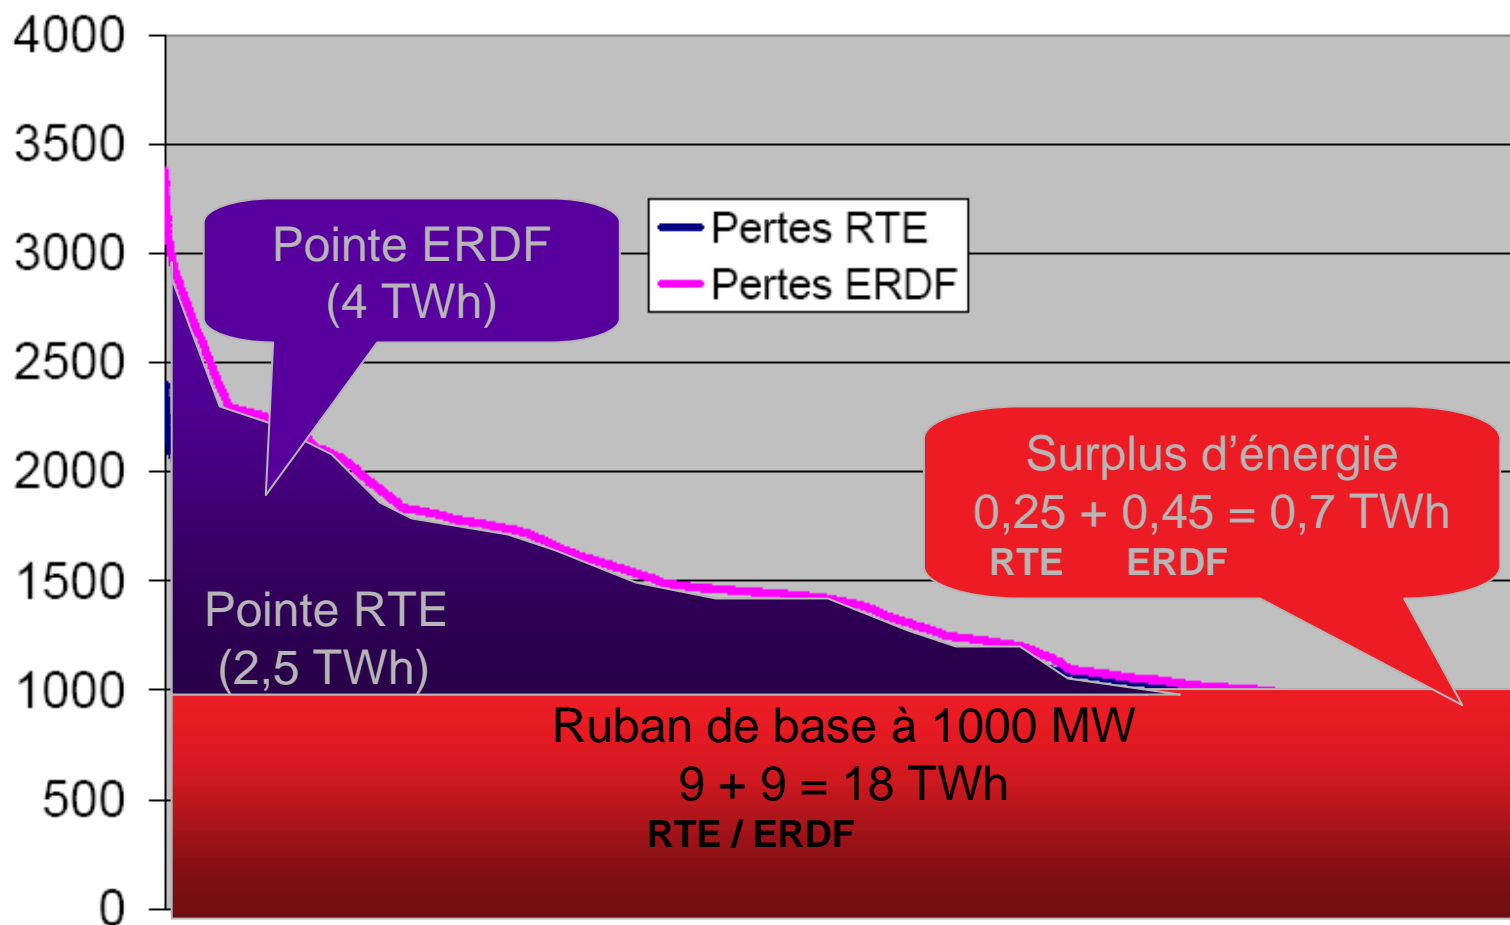 4000
3500
3000
2500
2000
1500
1000
500
0
Pointe ERDF
(4 TWh)
Pertes RTE
Pertes ERDF
Surplus d’énergie
0,25 + 0,45 = 0,7 TWh
RTE ERDF
Pointe RTE
(2,5 TWh)
Ruban de base à 1000 MW
9 + 9 = 18 TWh
RTE / ERDF